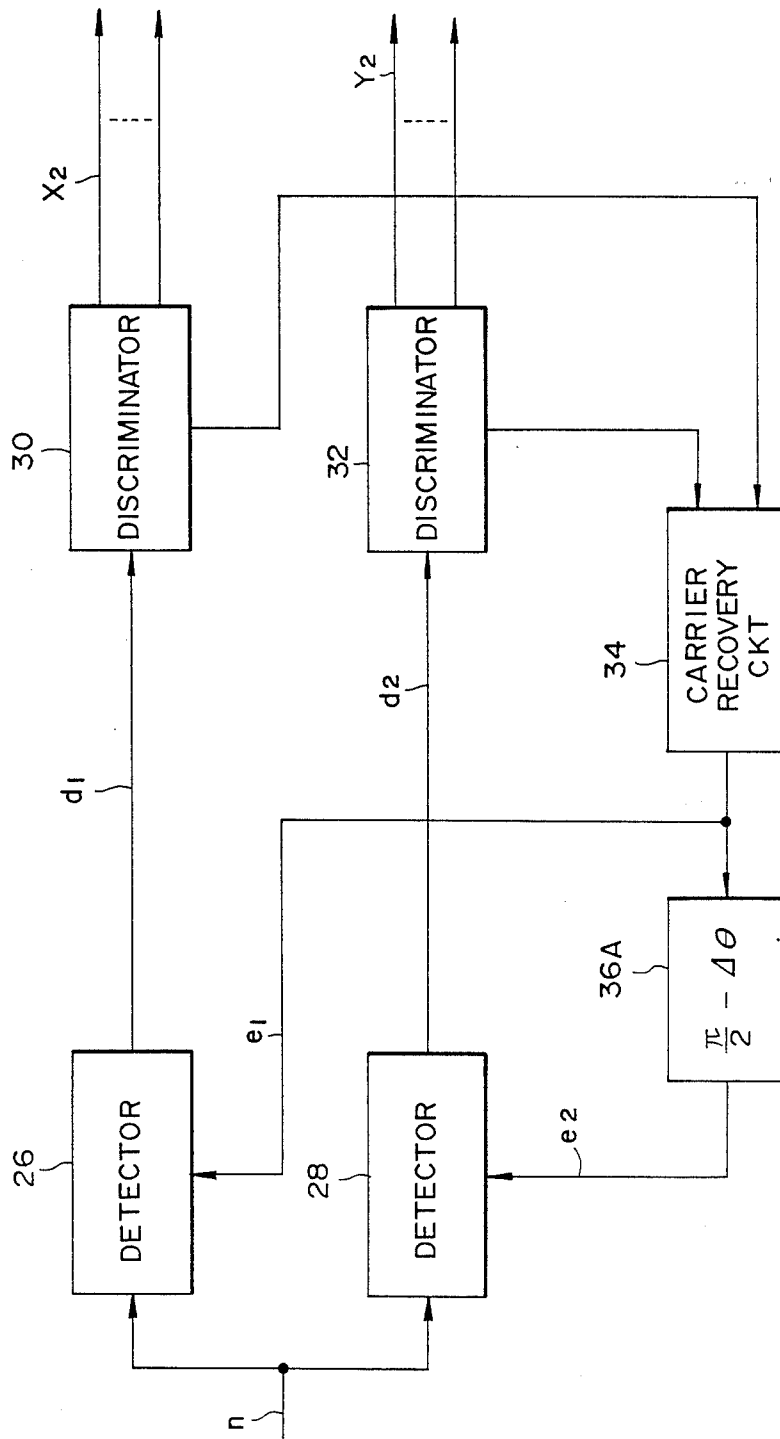 n
26
DETECTOR
d1
30
DISCRIMINATOR
X2
e1
28
DETECTOR
d2
32
DISCRIMINATOR
Y2
e2
36A
π/2 - Δθ
34
CARRIER
RECOVERY
CKT